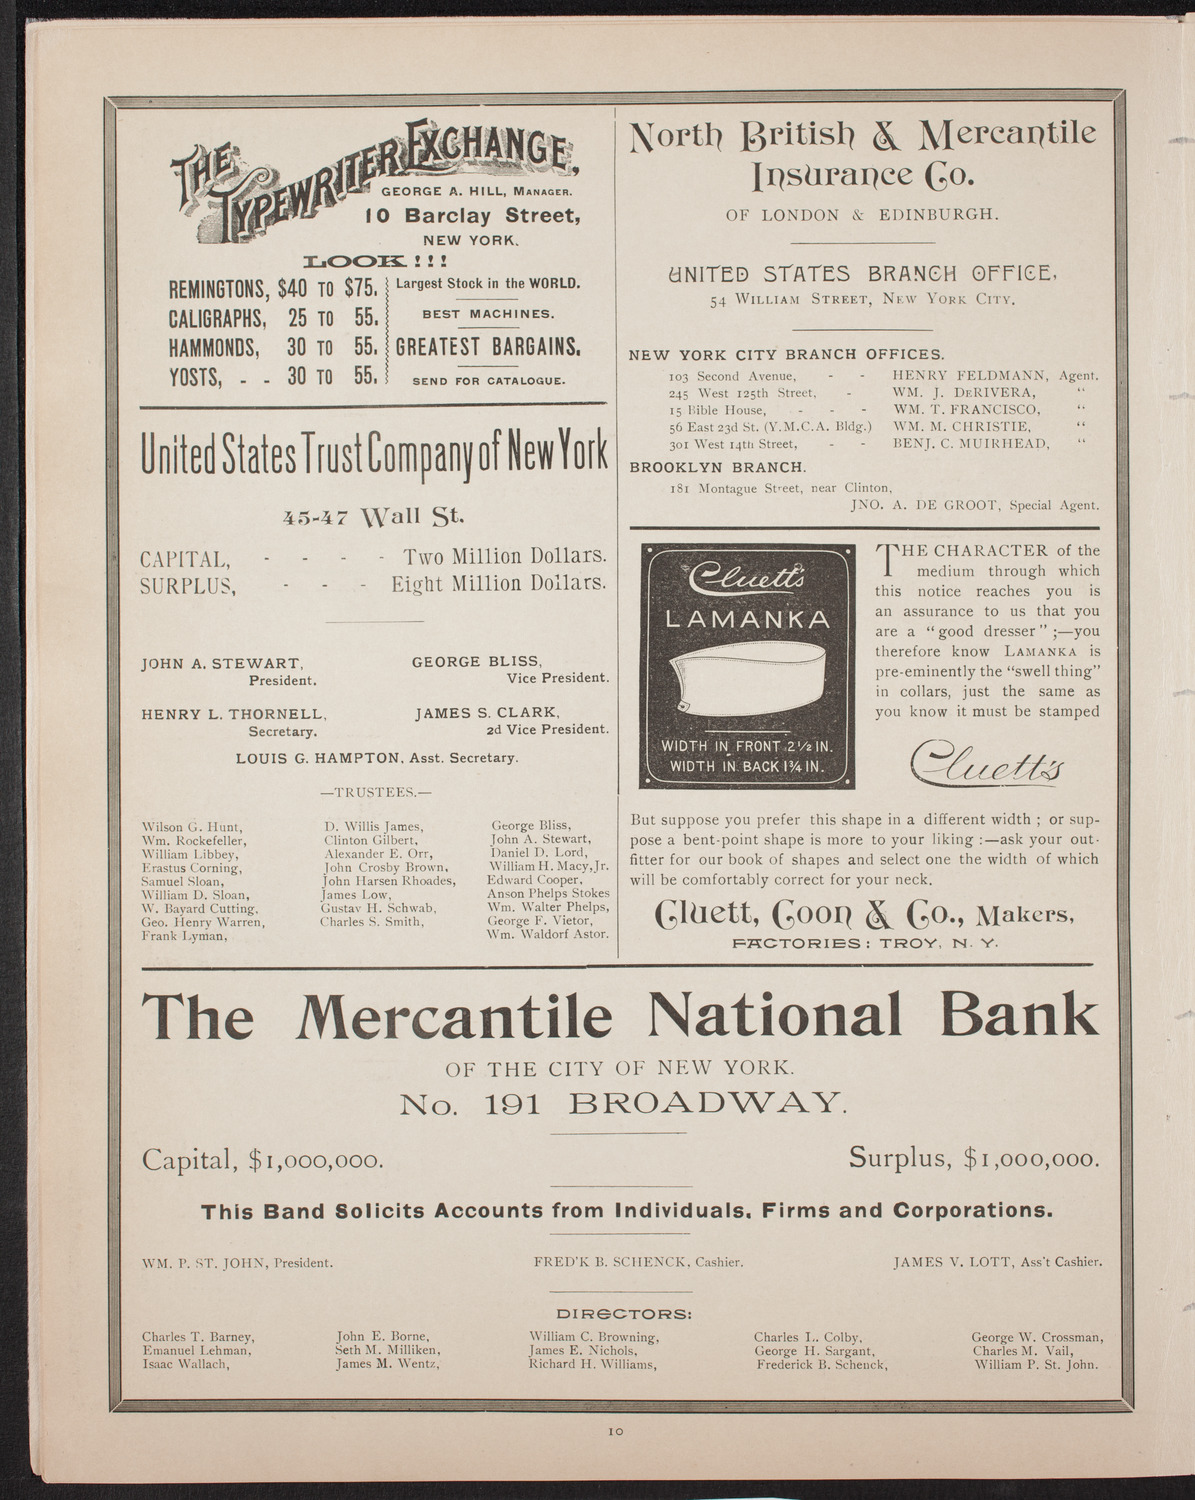 THE TYPEWRITER EXCHANGE,
GEORGE A. HILL, MANAGER.
10 Barclay Street,
NEW YORK.
LOOK!!!
REMINGTONS, $40 TO $75.
CALIGRAPHS, 25 TO 55.
HAMMONDS, 30 TO 55.
YOSTS, - - 30 TO 55.
Largest Stock in the WORLD.
BEST MACHINES.
GREATEST BARGAINS.
SEND FOR CATALOGUE.
United States Trust Company of New York
45-47 Wall St.
CAPITAL, - - - - Two Million Dollars.
SURPLUS, - - - Eight Million Dollars.
JOHN A. STEWART, GEORGE BLISS,
President. Vice President.
HENRY L. THORNELL, JAMES S. CLARK,
Secretary. 2d Vice President.
LOUIS G. HAMPTON, Asst. Secretary.
—TRUSTEES.—
Wilson G. Hunt, D. Willis James, George Bliss,
Wm. Rockefeller, Clinton Gilbert, John A. Stewart,
William Libbey, Alexander E. Orr, Daniel D. Lord,
Erastus Corning, John Crosby Brown, William H. Macy, Jr.
Samuel Sloan, John Harsen Rhoades, Edward Cooper,
William D. Sloan, James Low, Anson Phelps Stokes
W. Bayard Cutting, Gustav H. Schwab, Wm. Walter Phelps,
Geo. Henry Warren, Charles S. Smith, George F. Vietor,
Frank Lyman, Wm. Waldorf Astor.
North British & Mercantile
Insurance Co.
OF LONDON & EDINBURGH.
UNITED STATES BRANCH OFFICE,
54 WILLIAM STREET, NEW YORK CITY.
NEW YORK CITY BRANCH OFFICES.
103 Second Avenue, - - HENRY FELDMANN, Agent.
245 West 125th Street, - WM. J. DERIVERA, "
15 Bible House, - - - WM. T. FRANCISCO, "
56 East 23d St. (Y.M.C.A. Bldg.) WM. M. CHRISTIE, "
301 West 14th Street, - - BENJ. C. MUIRHEAD, "
BROOKLYN BRANCH.
181 Montague Street, near Clinton,
JNO. A. DE GROOT, Special Agent.
Cluett's
LAMANKA
WIDTH IN FRONT 2½ IN.
WIDTH IN BACK 1¾ IN.
THE CHARACTER of the
medium through which
this notice reaches you is
an assurance to us that you
are a "good dresser";—you
therefore know LAMANKA is
pre-eminently the "swell thing"
in collars, just the same as
you know it must be stamped
Cluett's
But suppose you prefer this shape in a different width; or sup-
pose a bent-point shape is more to your liking:—ask your out-
fitter for our book of shapes and select one the width of which
will be comfortably correct for your neck.
Cluett, Coon & Co., Makers,
FACTORIES: TROY, N. Y.
The Mercantile National Bank
OF THE CITY OF NEW YORK.
No. 191 BROADWAY.
Capital, $1,000,000. Surplus, $1,000,000.
This Band Solicits Accounts from Individuals, Firms and Corporations.
WM. P. ST. JOHN, President. FRED'K B. SCHENCK, Cashier. JAMES V. LOTT, Ass't Cashier.
DIRECTORS:
Charles T. Barney, John E. Borne, William C. Browning, Charles L. Colby, George W. Crossman,
Emanuel Lehman, Seth M. Milliken, James E. Nichols, George H. Sargant, Charles M. Vail,
Isaac Wallach, James M. Wentz, Richard H. Williams, Frederick B. Schenck, William P. St. John.
10